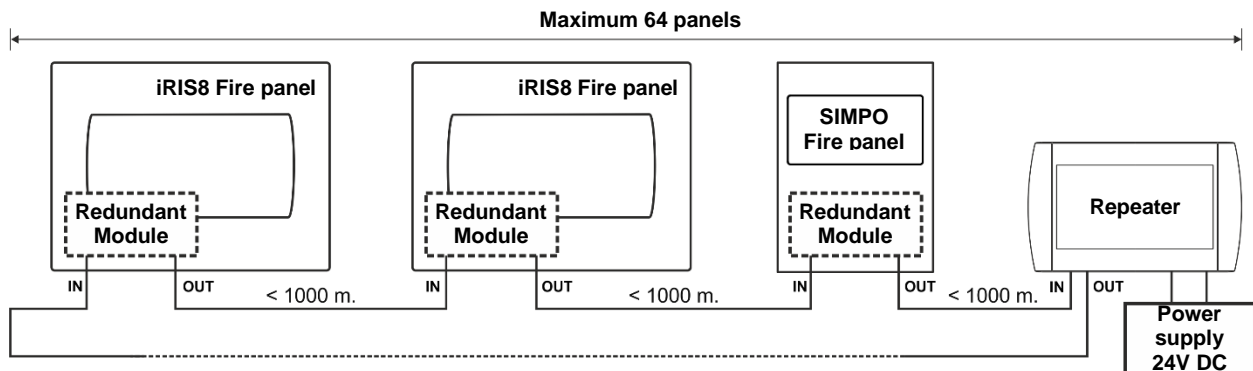 Maximum 64 panels
iRIS8 Fire panel
Redundant
Module
IN
OUT
< 1000 m.
iRIS8 Fire panel
Redundant
Module
IN
OUT
< 1000 m.
SIMPO
Fire panel
Redundant
Module
IN
OUT
< 1000 m.
Repeater
IN
OUT
Power
supply
24V DC